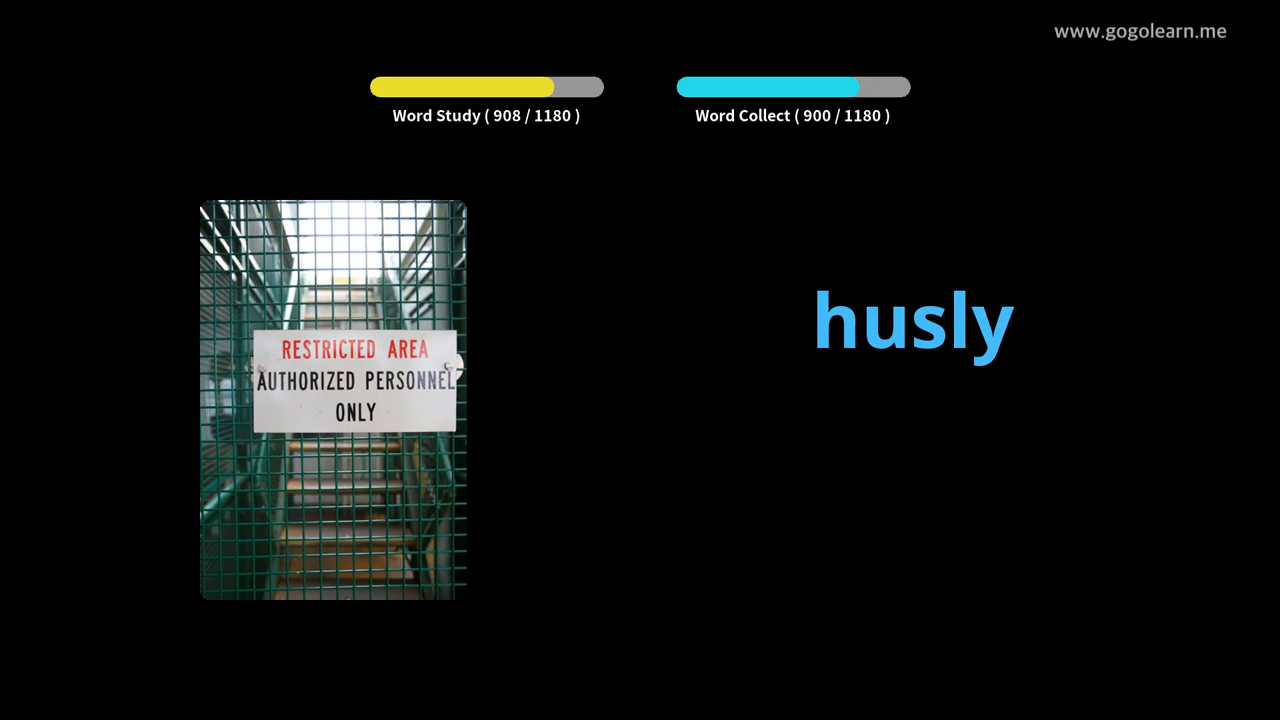 www.gogolearn.me
Word Study ( 908 / 1180 )
Word Collect ( 900 / 1180 )
RESTRICTED AREA
AUTHORIZED PERSONNEL
ONLY
husly